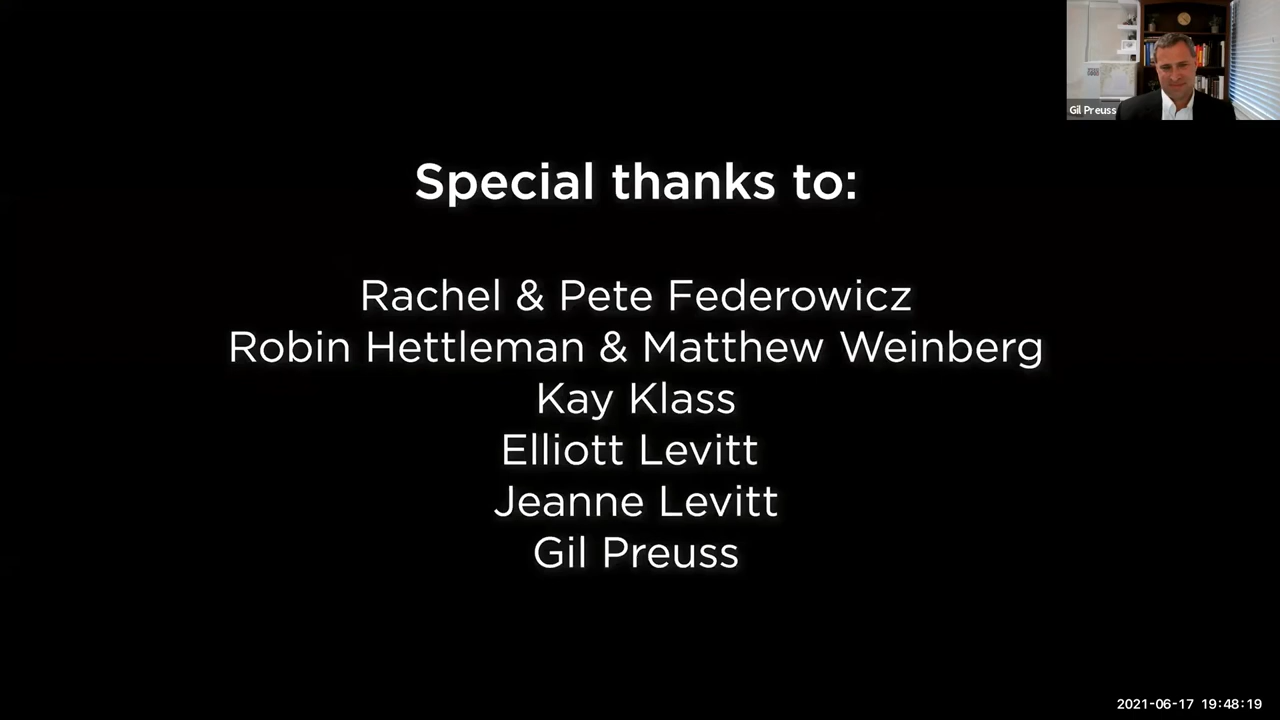 Gil Preuss
Special thanks to:
Rachel & Pete Federowicz
Robin Hettleman & Matthew Weinberg
Kay Klass
Elliott Levitt
Jeanne Levitt
Gil Preuss
2021-06-17 19:48:19